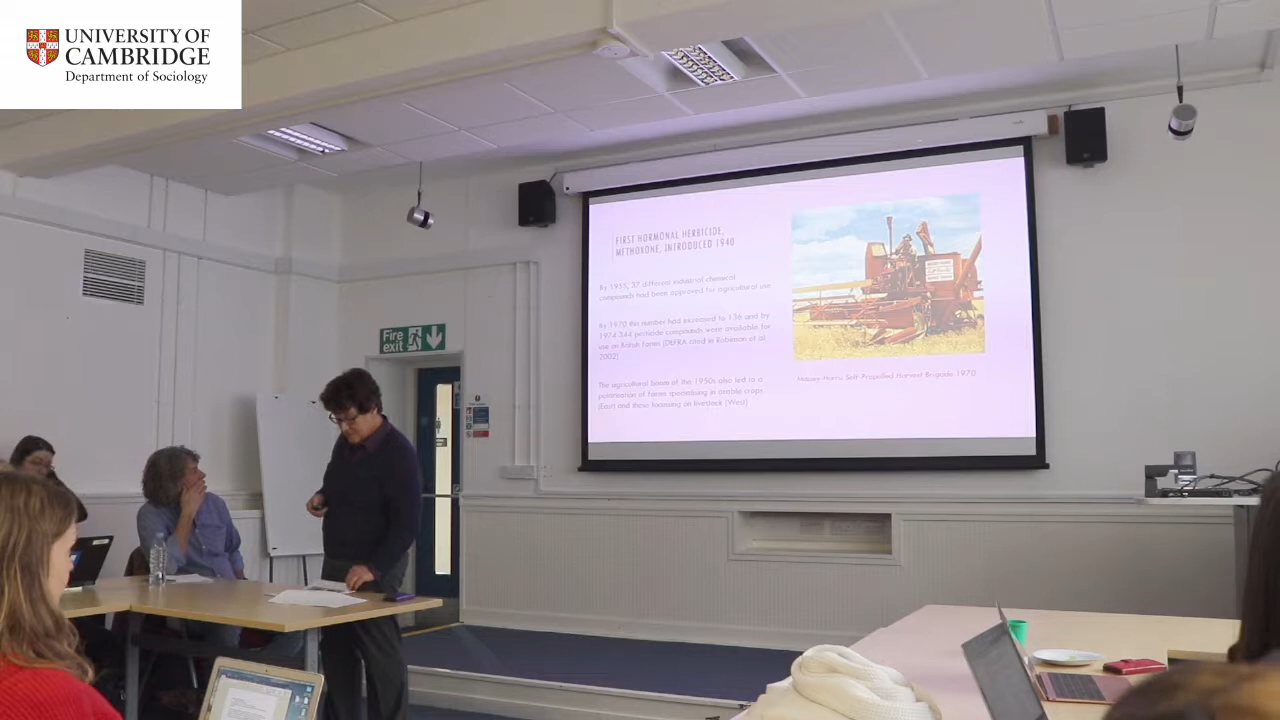 UNIVERSITY OF
CAMBRIDGE
Department of Sociology
FIRST HORMONAL HERBICIDE,
METHOXONE, INTRODUCED 1940
By 1955, 37 different industrial chemical
compounds had been approved for agricultural use
By 1970 this number had increased to 136 and by
1974 344 pesticide compounds were available for
use on British farms (DEFRA cited in Robinson et al
2002)
The agricultural boom of the 1950s also led to a
polarisation of farms specialising in arable crops
(East) and those focussing on livestock (West)
Massey-Harris Self-Propelled Harvest Brigade 1970
Fire
exit